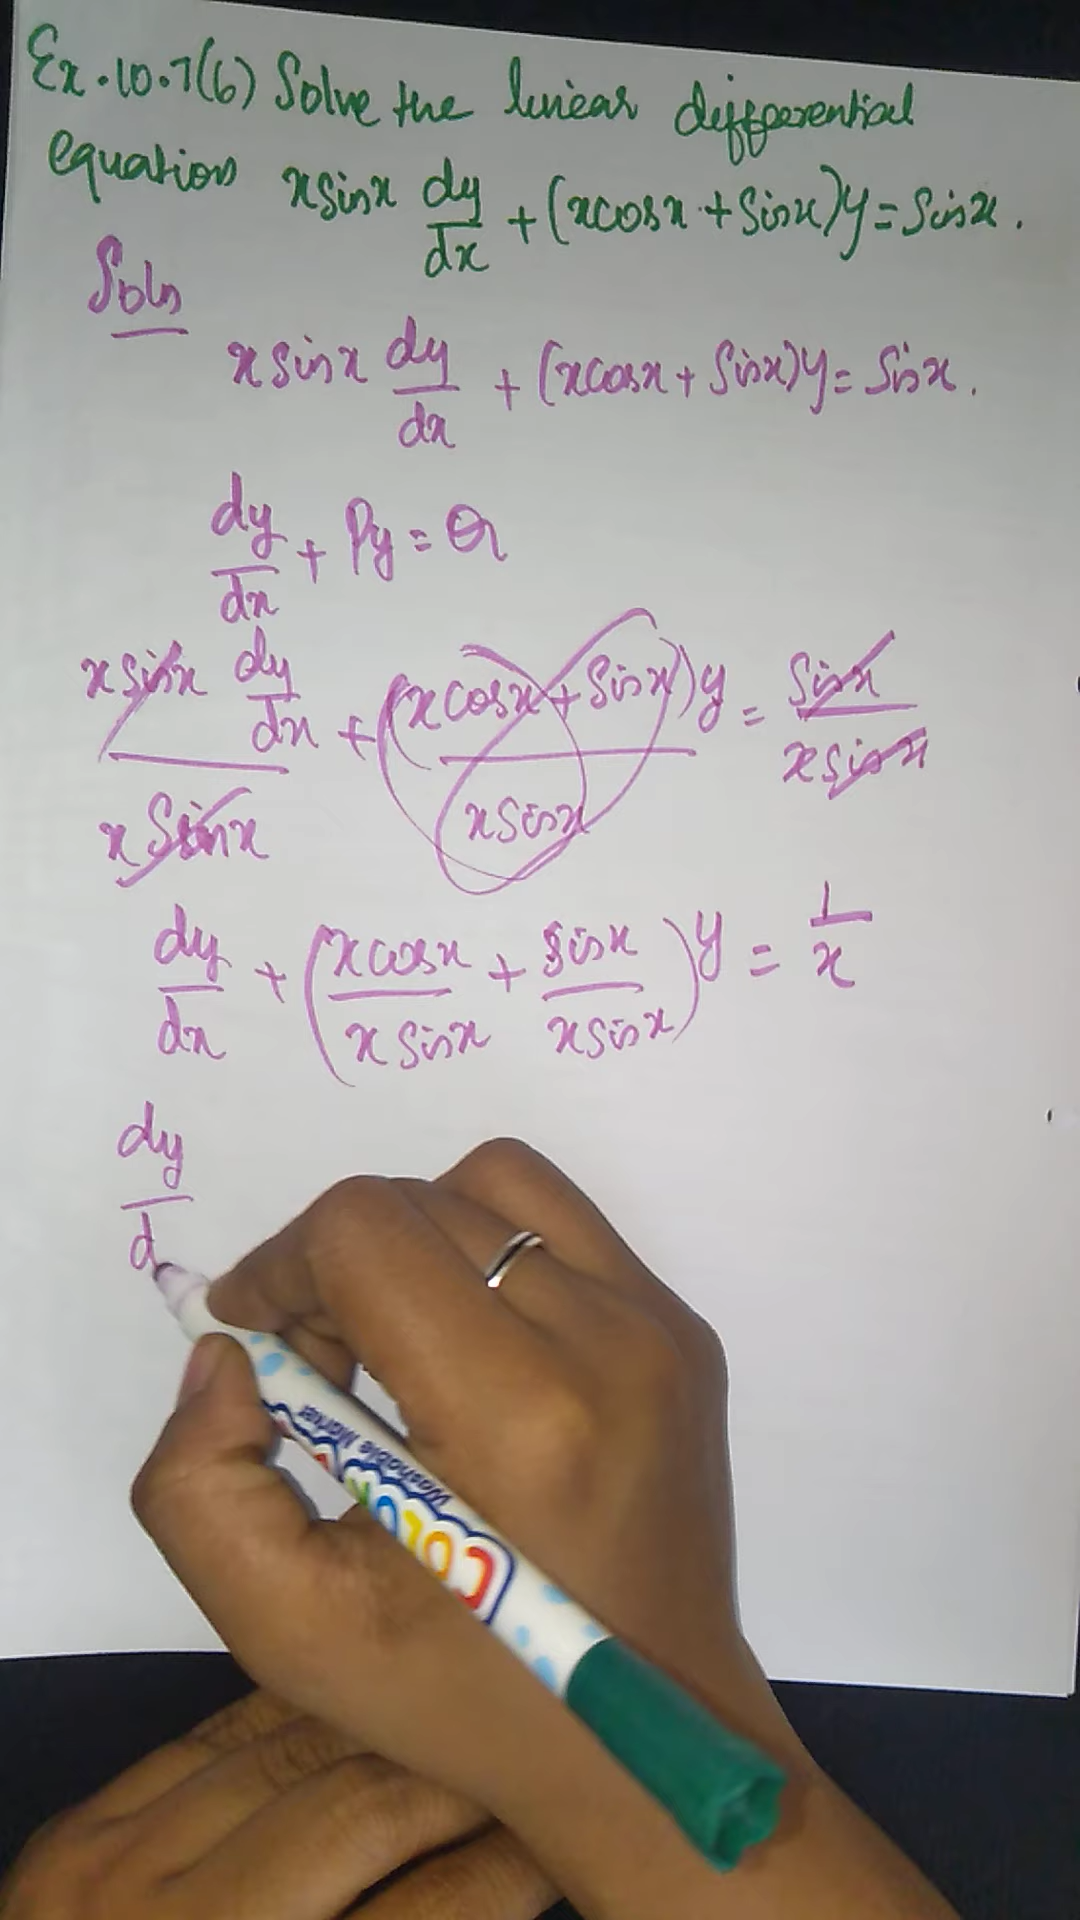 Ex.10.7(6) Solve the linear differential
equation x sin x dy/dx + (x cos x + sin x)y = sin x.
Soln
x sin x dy/dx + (x cos x + Sin x)y = Sin x.
dy/dx + Py = Q
x sin x dy/dx / x Sin x + (x cos x + Sin x)y / x Sin x = Sin x / x sin x
dy/dx + (x cos x / x Sin x + sin x / x sin x)y = 1/x
dy/d
COLOR
Washable Marker